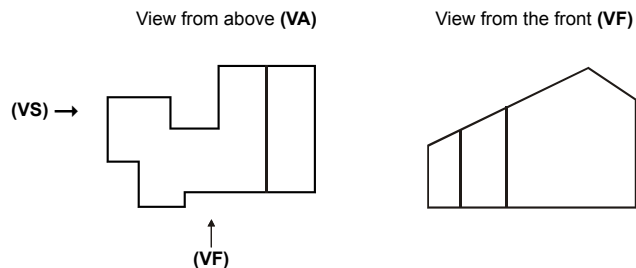 View from above (VA)
View from the front (VF)
(VS)
(VF)